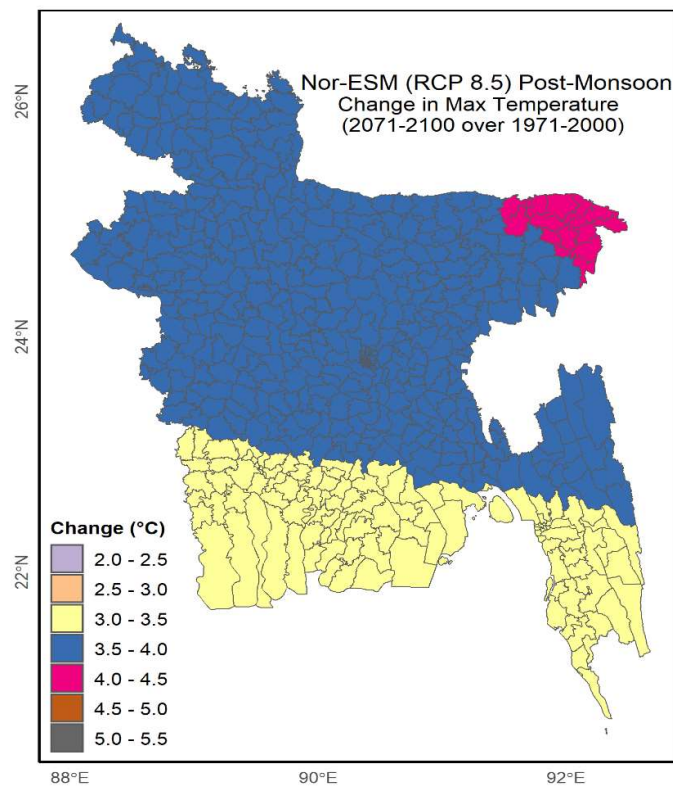 Nor-ESM (RCP 8.5) Post-Monsoon
Change in Max Temperature
(2071-2100 over 1971-2000)
26°N
24°N
22°N
Change (°C)
2.0 - 2.5
2.5 - 3.0
3.0 - 3.5
3.5 - 4.0
4.0 - 4.5
4.5 - 5.0
5.0 - 5.5
88°E
90°E
92°E